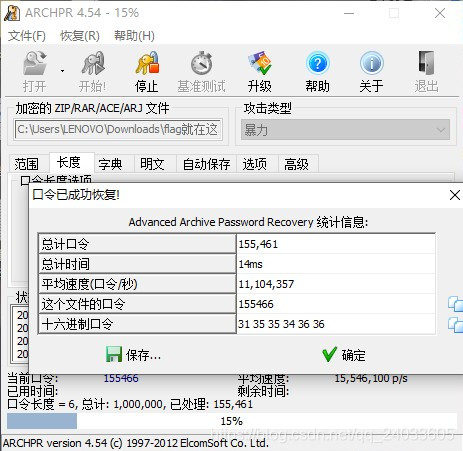 ARCHPR 4.54 - 15%
文件(F) 恢复(R) 帮助(H)
打开 开始! 停止 基准测试 升级 帮助 关于 退出
加密的 ZIP/RAR/ACE/ARJ 文件 攻击类型
C:\Users\LENOVO\Downloads\flag就在这 暴力
范围 长度 字典 明文 自动保存 选项 高级
口令长度选项
口令已成功恢复!
Advanced Archive Password Recovery 统计信息:
总计口令 155,461
总计时间 14ms
平均速度(口令/秒) 11,104,357
这个文件的口令 155466
十六进制口令 31 35 35 34 36 36
保存... 确定
状
20
20
20
20
当前口令: 155466 平均速度: 15,546,100 p/s
已用时间: 剩余时间:
口令长度 = 6, 总计: 1,000,000, 已处理: 155,461
15%
ARCHPR version 4.54 (c) 1997-2012 ElcomSoft Co. Ltd.
https://blog.csdn.net/qq_24033605